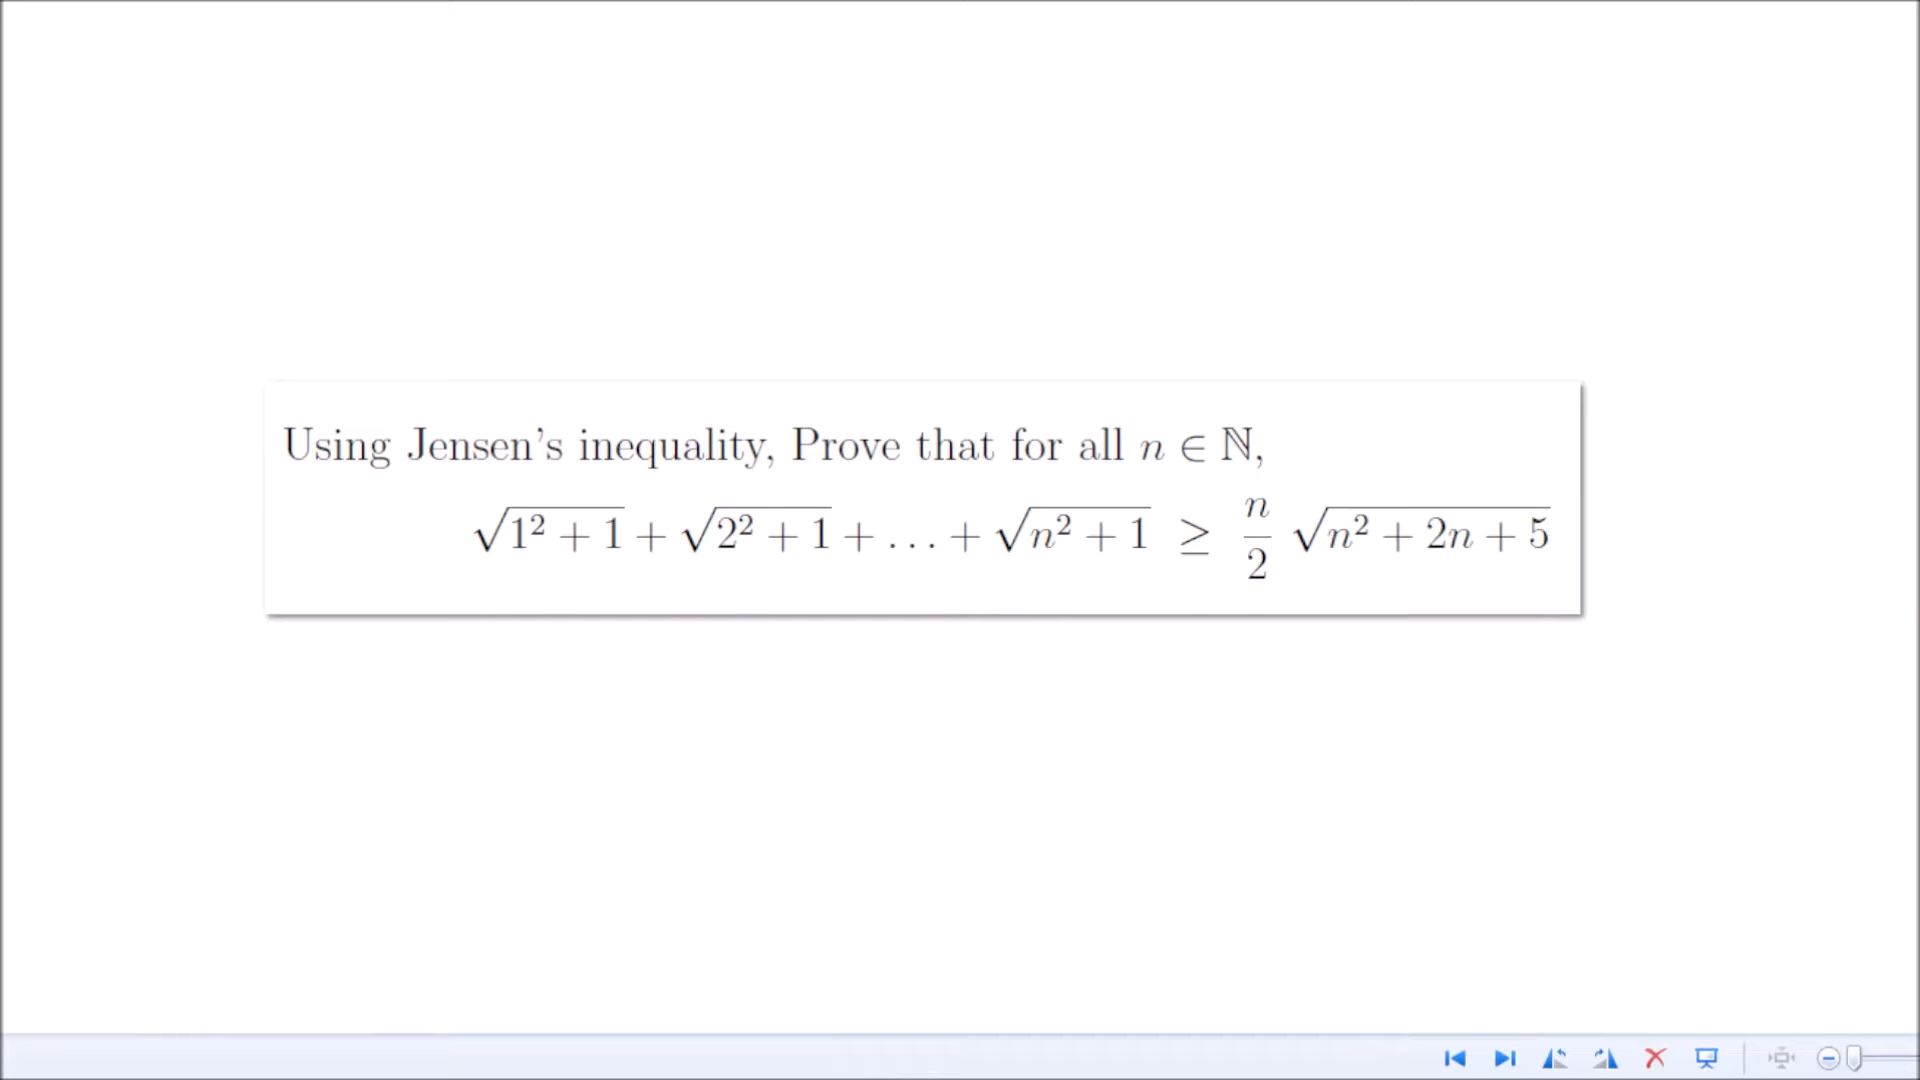 Using Jensen's inequality, Prove that for all n ∈ ℕ,
√(1² + 1) + √(2² + 1) + . . . + √(n² + 1) ≥ n/2 √(n² + 2n + 5)